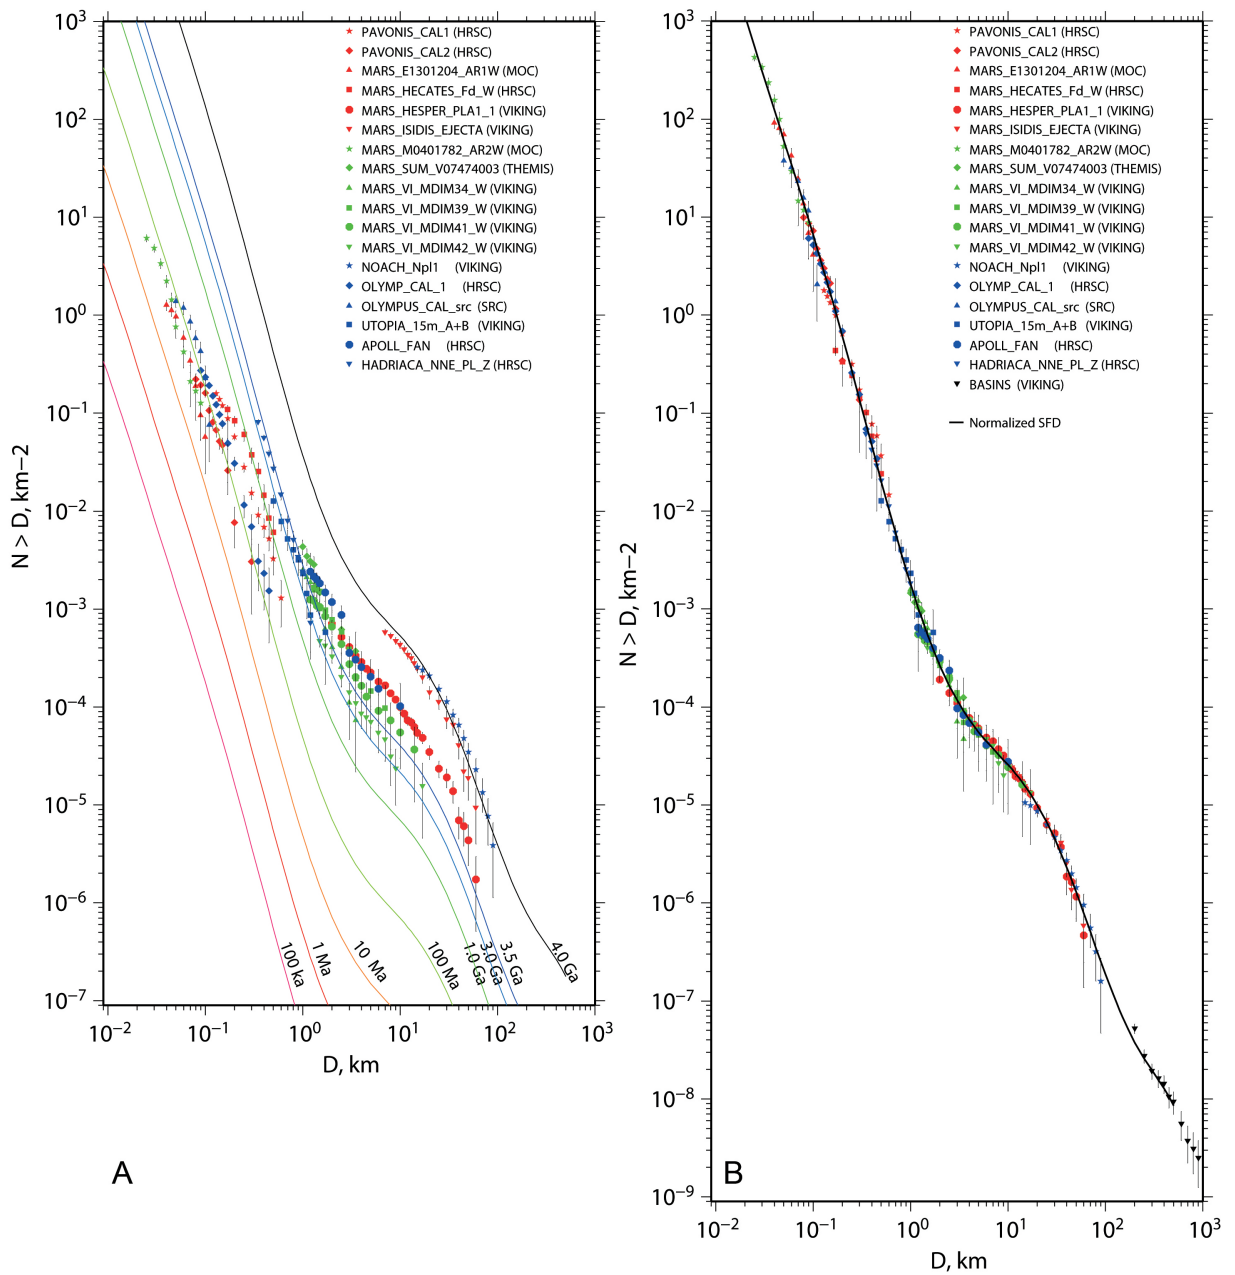 10³
10²
10¹
10⁰
10−1
10−2
10−3
10−4
10−5
10−6
10−7
N > D, km−2
PAVONIS_CAL1 (HRSC)
PAVONIS_CAL2 (HRSC)
MARS_E1301204_AR1W (MOC)
MARS_HECATES_Fd_W (HRSC)
MARS_HESPER_PLA1_1 (VIKING)
MARS_ISIDIS_EJECTA (VIKING)
MARS_M0401782_AR2W (MOC)
MARS_SUM_V07474003 (THEMIS)
MARS_VI_MDIM34_W (VIKING)
MARS_VI_MDIM39_W (VIKING)
MARS_VI_MDIM41_W (VIKING)
MARS_VI_MDIM42_W (VIKING)
NOACH_Npl1 (VIKING)
OLYMP_CAL_1 (HRSC)
OLYMPUS_CAL_src (SRC)
UTOPIA_15m_A+B (VIKING)
APOLL_FAN (HRSC)
HADRIACA_NNE_PL_Z (HRSC)
100 ka
1 Ma
10 Ma
100 Ma
1.0 Ga
3.0 Ga
3.5 Ga
4.0 Ga
10−2 10−1 10⁰ 10¹ 10² 10³
D, km
A
10³
10²
10¹
10⁰
10−1
10−2
10−3
10−4
10−5
10−6
10−7
10−8
10−9
N > D, km−2
PAVONIS_CAL1 (HRSC)
PAVONIS_CAL2 (HRSC)
MARS_E1301204_AR1W (MOC)
MARS_HECATES_Fd_W (HRSC)
MARS_HESPER_PLA1_1 (VIKING)
MARS_ISIDIS_EJECTA (VIKING)
MARS_M0401782_AR2W (MOC)
MARS_SUM_V07474003 (THEMIS)
MARS_VI_MDIM34_W (VIKING)
MARS_VI_MDIM39_W (VIKING)
MARS_VI_MDIM41_W (VIKING)
MARS_VI_MDIM42_W (VIKING)
NOACH_Npl1 (VIKING)
OLYMP_CAL_1 (HRSC)
OLYMPUS_CAL_src (SRC)
UTOPIA_15m_A+B (VIKING)
APOLL_FAN (HRSC)
HADRIACA_NNE_PL_Z (HRSC)
BASINS (VIKING)
Normalized SFD
10−2 10−1 10⁰ 10¹ 10² 10³
D, km
B